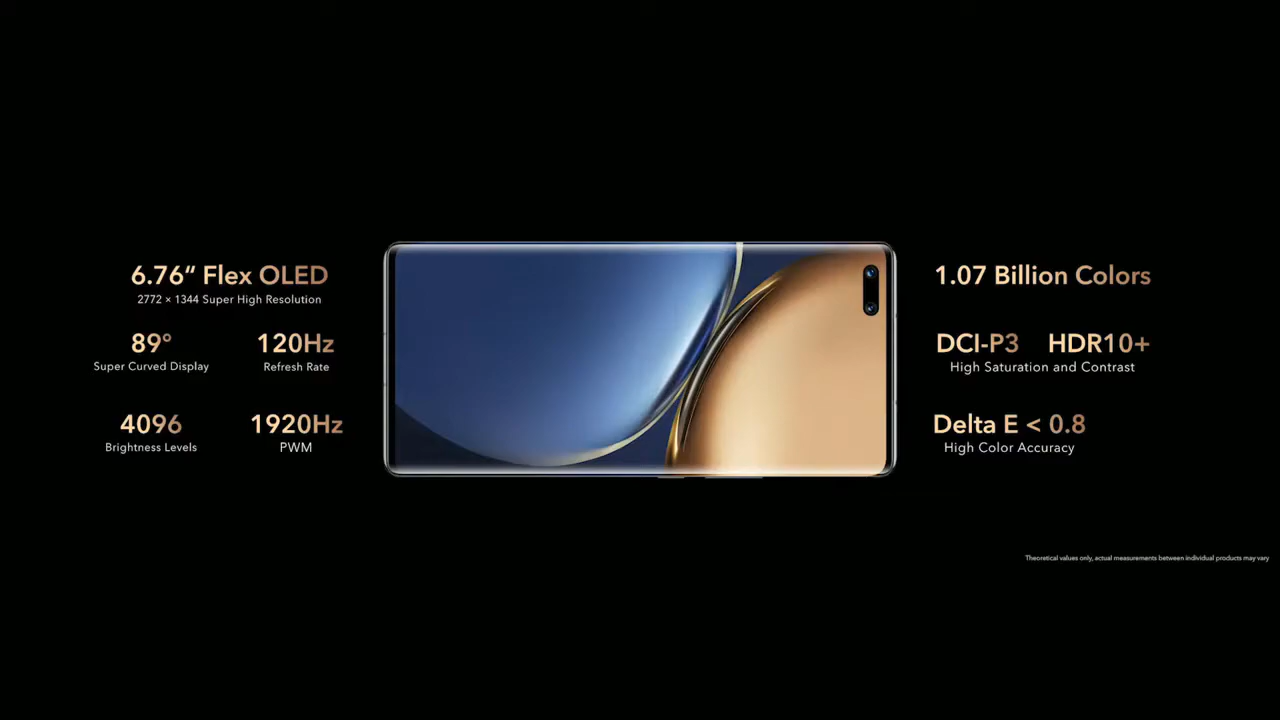 6.76“ Flex OLED
2772 × 1344 Super High Resolution
89°
Super Curved Display
120Hz
Refresh Rate
4096
Brightness Levels
1920Hz
PWM
1.07 Billion Colors
DCI-P3 HDR10+
High Saturation and Contrast
Delta E < 0.8
High Color Accuracy
Theoretical values only, actual measurements between individual products may vary